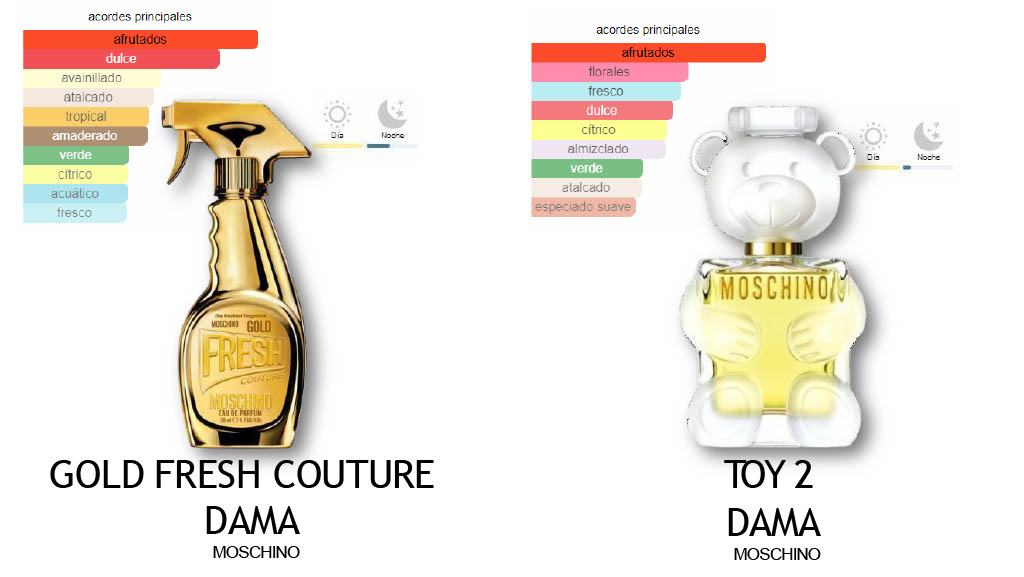 acordes principales
afrutados
dulce
avainillado
atalcado
tropical
amaderado
verde
cítrico
acuático
fresco
Día
Noche
The Freshest Fragrance
MOSCHINO GOLD
FRESH
COUTURE
MOSCHINO
EAU DE PARFUM
GOLD FRESH COUTURE
DAMA
MOSCHINO
acordes principales
afrutados
florales
fresco
dulce
cítrico
almizclado
verde
atalcado
especiado suave
Día
Noche
MOSCHINO
TOY 2
DAMA
MOSCHINO